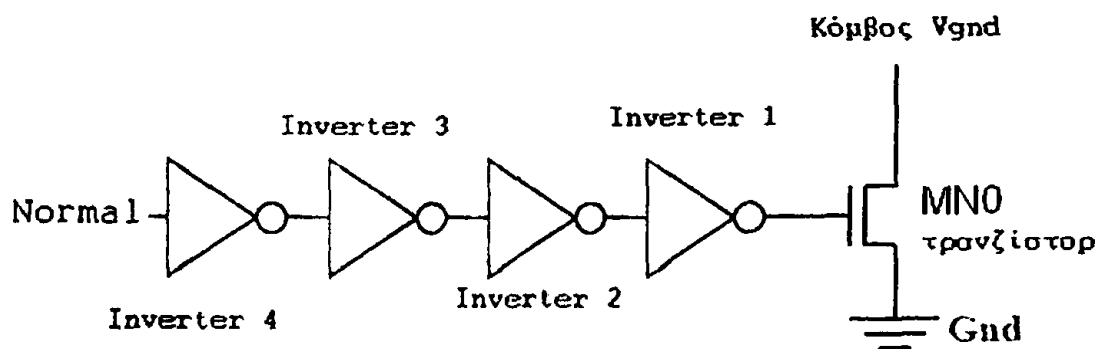 Κόμβος Vgnd
Inverter 1
Inverter 3
Normal
MN0
τρανζίστορ
Inverter 2
Inverter 4
Gnd